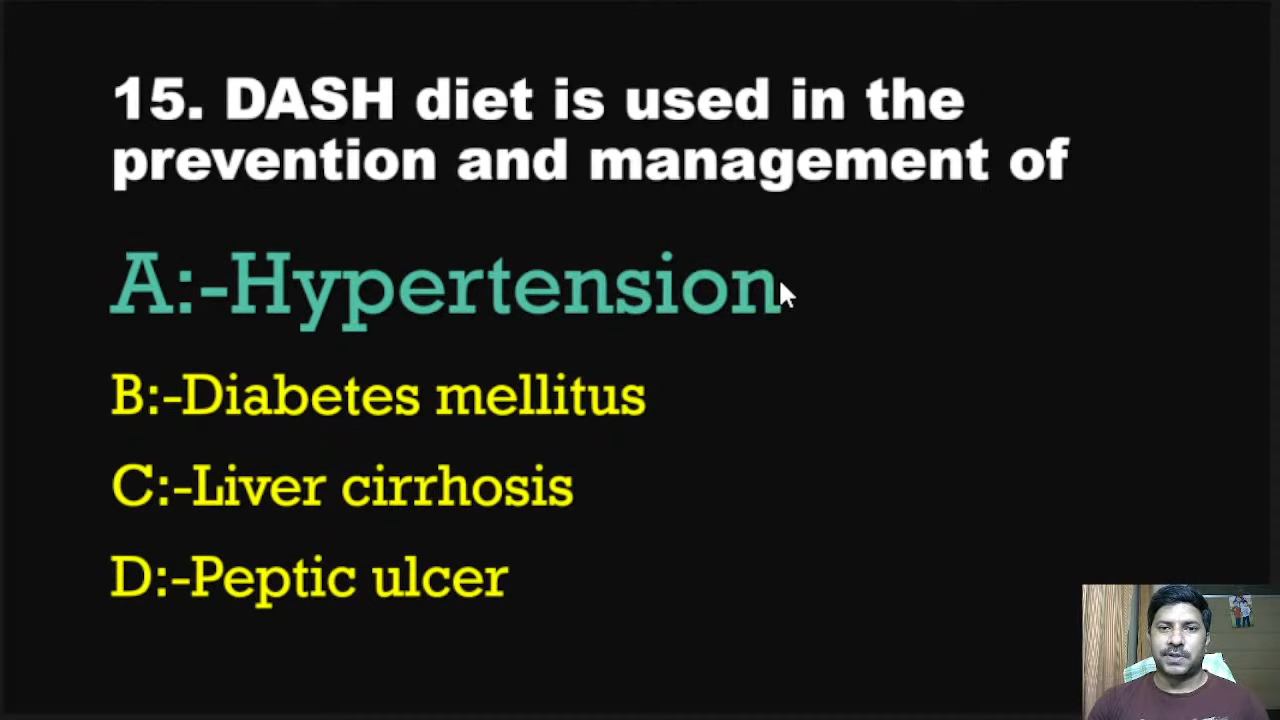 15. DASH diet is used in the
prevention and management of
A:-Hypertension
B:-Diabetes mellitus
C:-Liver cirrhosis
D:-Peptic ulcer